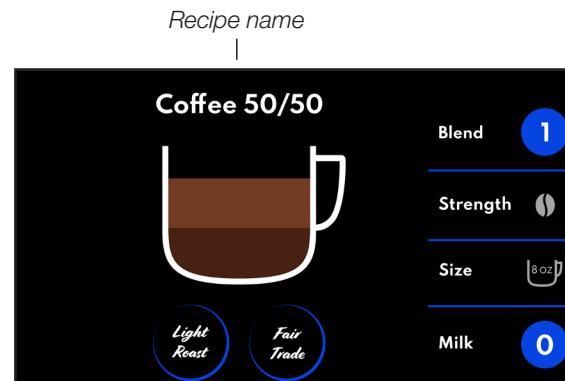 Recipe name
Coffee 50/50
Blend 1
Strength
Size 8 oz
Milk 0
Light
Roast
Fair
Trade